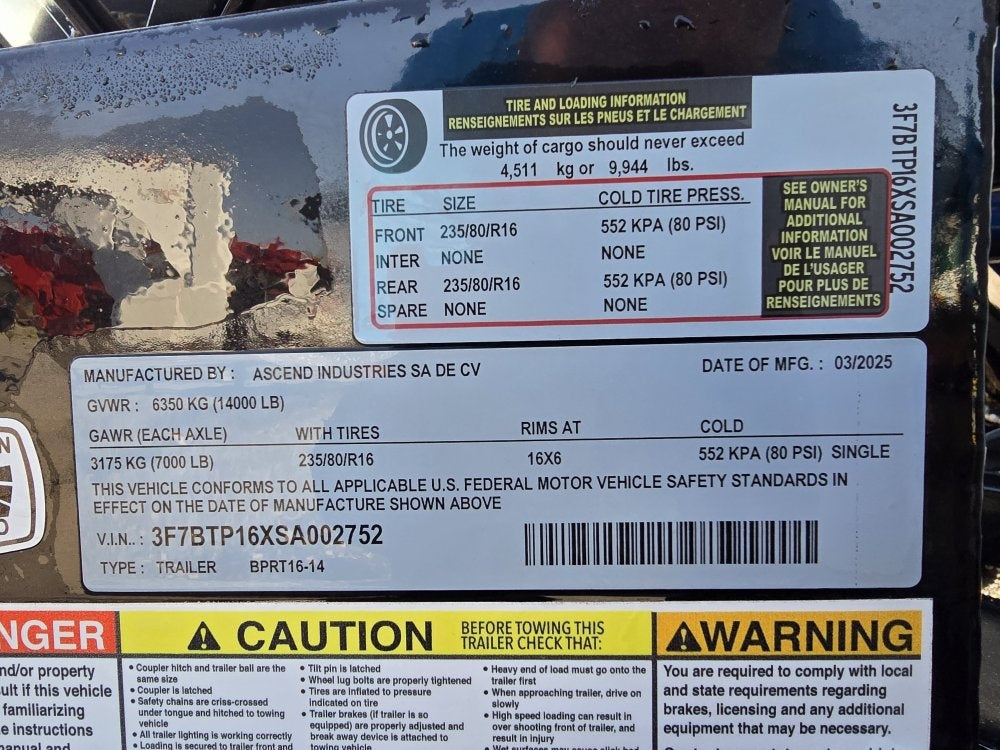 TIRE AND LOADING INFORMATION
RENSEIGNEMENTS SUR LES PNEUS ET LE CHARGEMENT
The weight of cargo should never exceed
4,511 kg or 9,944 lbs.
TIRE SIZE COLD TIRE PRESS.
FRONT 235/80/R16 552 KPA (80 PSI)
INTER NONE NONE
REAR 235/80/R16 552 KPA (80 PSI)
SPARE NONE NONE
SEE OWNER'S
MANUAL FOR
ADDITIONAL
INFORMATION
VOIR LE MANUEL
DE L'USAGER
POUR PLUS DE
RENSEIGNEMENTS
3F7BTP16XSA002752
MANUFACTURED BY : ASCEND INDUSTRIES SA DE CV DATE OF MFG. : 03/2025
GVWR : 6350 KG (14000 LB)
GAWR (EACH AXLE) WITH TIRES RIMS AT COLD
3175 KG (7000 LB) 235/80/R16 16X6 552 KPA (80 PSI) SINGLE
THIS VEHICLE CONFORMS TO ALL APPLICABLE U.S. FEDERAL MOTOR VEHICLE SAFETY STANDARDS IN
EFFECT ON THE DATE OF MANUFACTURE SHOWN ABOVE
V.I.N.. : 3F7BTP16XSA002752
TYPE : TRAILER BPRT16-14
NGER
nd/or property
ult if this vehicle
familiarizing
e instructions
nanual and
CAUTION
BEFORE TOWING THIS
TRAILER CHECK THAT:
• Coupler hitch and trailer ball are the
same size
• Coupler is latched
• Safety chains are criss-crossed
under tongue and hitched to towing
vehicle
• All trailer lighting is working correctly
• Loading is secured to trailer front and
• Tilt pin is latched
• Wheel lug bolts are properly tightened
• Tires are inflated to pressure
indicated on tire
• Trailer brakes (if trailer is so
equipped) are properly adjusted and
break away device is attached to
towing vehicle
• Heavy end of load must go onto the
trailer first
• When approaching trailer, drive on
slowly
• High speed loading can result in
over shooting front of trailer, and
result in injury
• Wet surfaces may cause
WARNING
You are required to comply with local
and state requirements regarding
brakes, licensing and any additional
equipment that may be necessary.